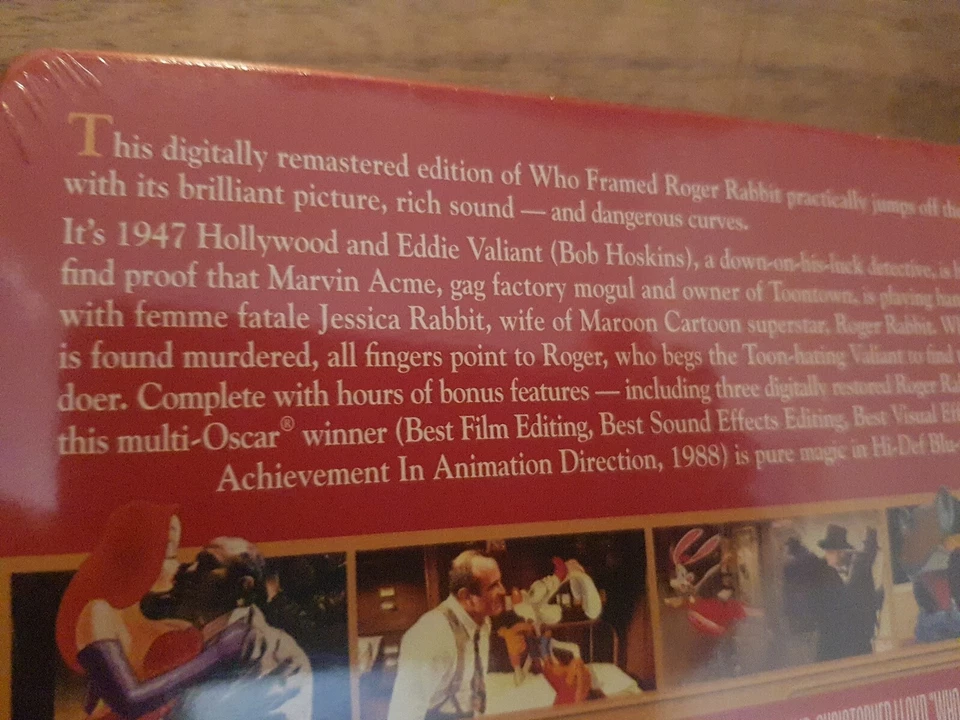 This digitally remastered edition of Who Framed Roger Rabbit practically jumps off
with its brilliant picture, rich sound — and dangerous curves.
It's 1947 Hollywood and Eddie Valiant (Bob Hoskins), a down-on-his-luck detective, is
find proof that Marvin Acme, gag factory mogul and owner of Toontown, is playing
with femme fatale Jessica Rabbit, wife of Maroon Cartoon superstar, Roger Rabbit.
is found murdered, all fingers point to Roger, who begs the Toon-hating Valiant to find
doer. Complete with hours of bonus features — including three digitally restored Roger
this multi-Oscar® winner (Best Film Editing, Best Sound Effects Editing, Best Visual
Achievement In Animation Direction, 1988) is pure magic in Hi-Def Blu-
CHRISTOPHER LLOYD "WHO